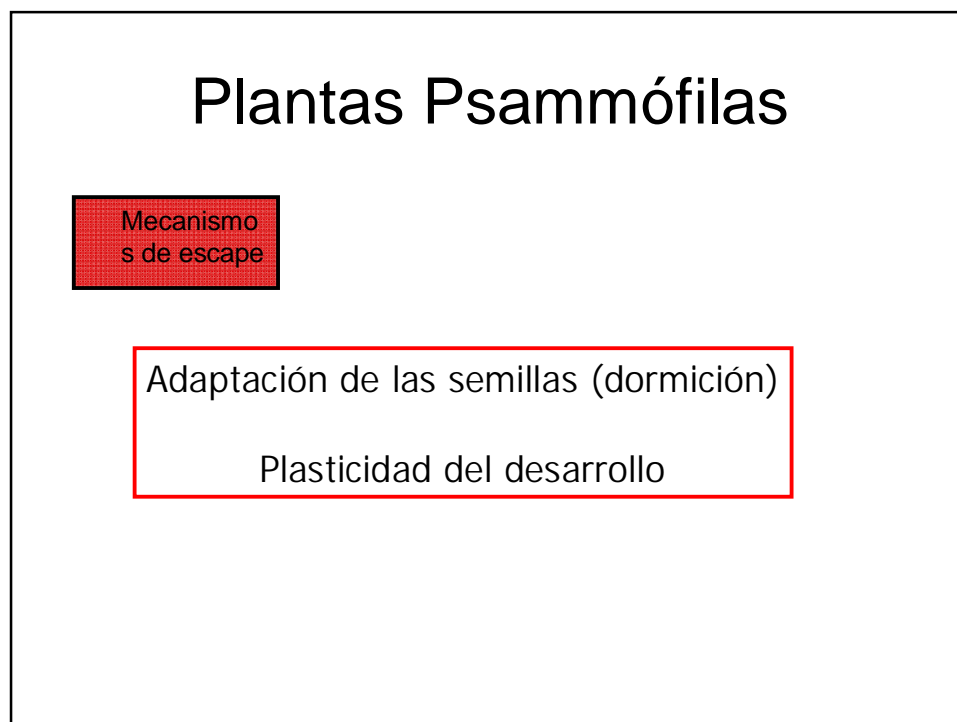 Plantas Psammófilas
Mecanismo
s de escape
Adaptación de las semillas (dormición)
Plasticidad del desarrollo